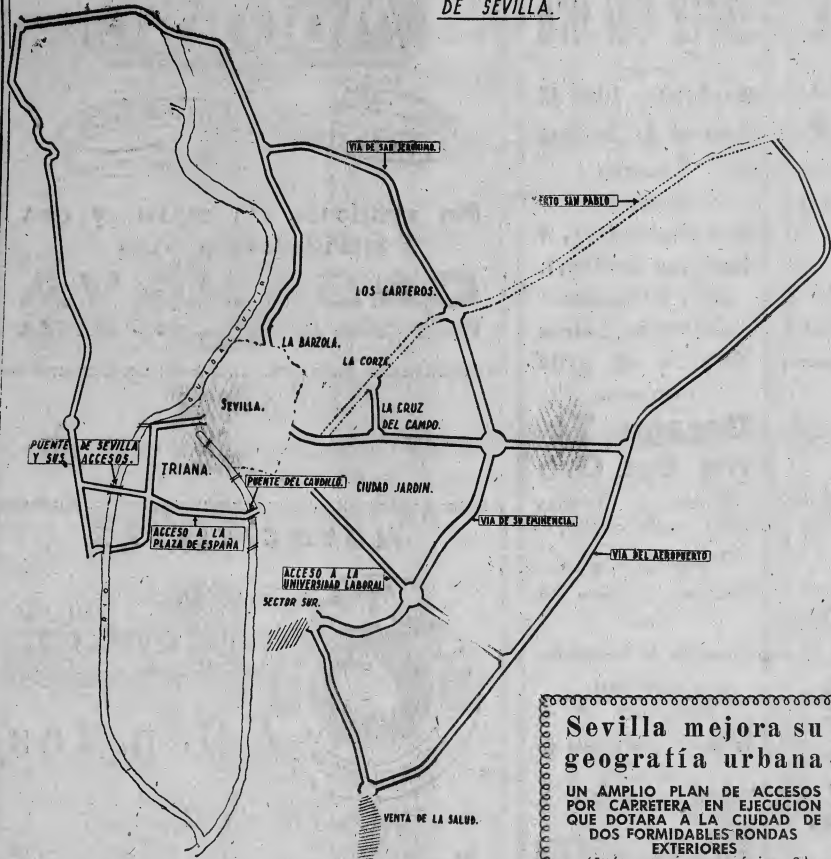 DE SEVILLA.
VIA DE SAN JERONIMO.
ERTO SAN PABLO
LOS CARTEROS.
LA BARZOLA.
LA CORZA.
SEVILLA.
LA CRUZ
DEL CAMPO.
PUENTE DE SEVILLA
Y SUS ACCESOS.
TRIANA.
PUENTE DEL CAUDILLO.
CIUDAD JARDIN.
ACCESO A LA
PLAZA DE ESPAÑA
VIA DE SU EMINENCIA.
VIA DEL AEROPUERTO
ACCESO A LA
UNIVERSIDAD LABORAL
SECTOR SUR.
VENTA DE LA SALUD.
Sevilla mejora su
geografía urbana
UN AMPLIO PLAN DE ACCESOS
POR CARRETERA EN EJECUCION
QUE DOTARA A LA CIUDAD DE
DOS FORMIDABLES RONDAS
EXTERIORES